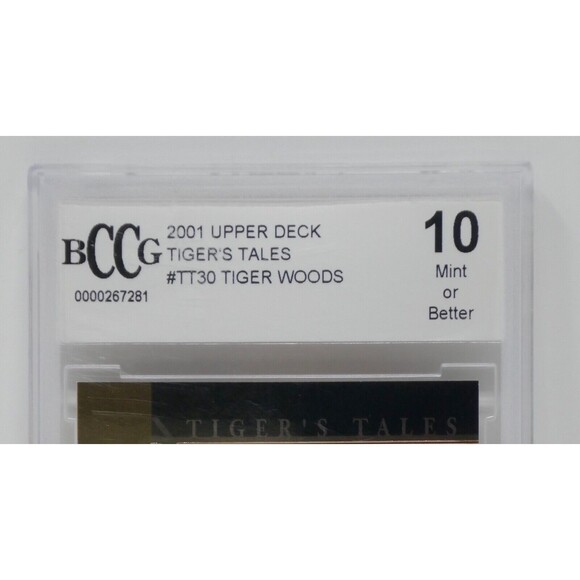 BCCG
0000267281
2001 UPPER DECK
TIGER'S TALES
#TT30 TIGER WOODS
10
Mint
or
Better
TIGER'S TALES